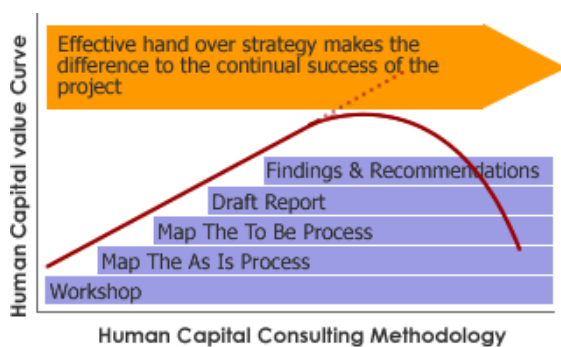 Effective hand over strategy makes the
difference to the continual success of the
project
Human Capital value Curve
Findings & Recommendations
Draft Report
Map The To Be Process
Map The As Is Process
Workshop
Human Capital Consulting Methodology